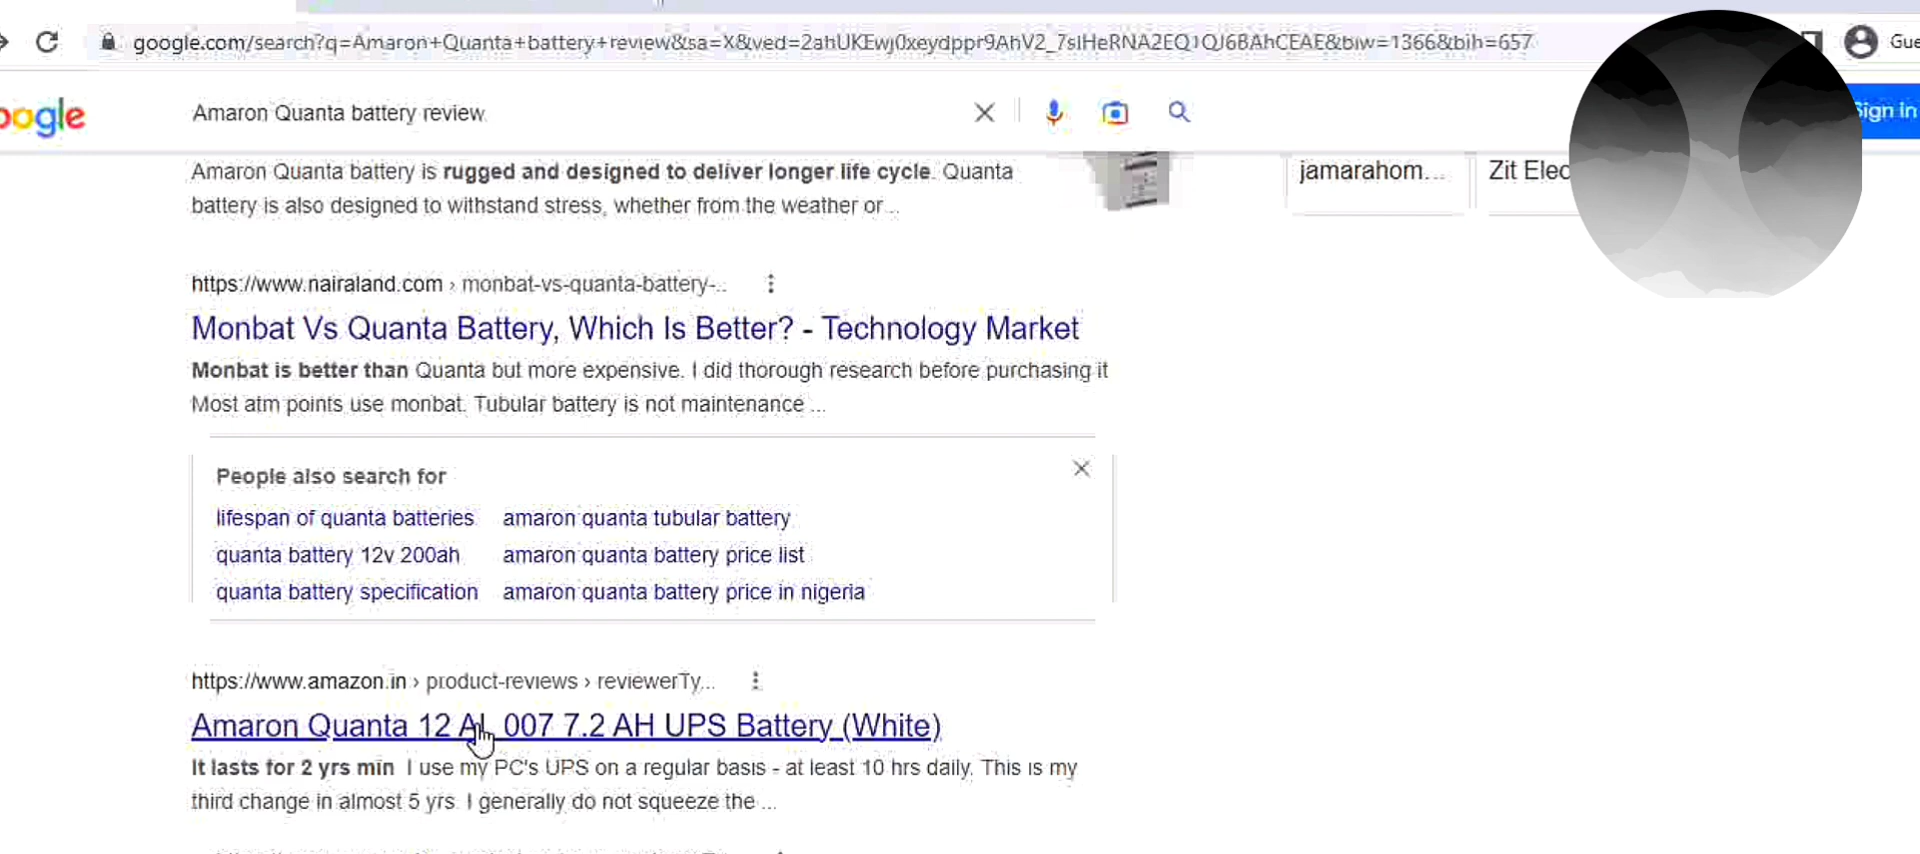 google.com/search?q=Amaron+Quanta+battery+review&sa=X&ved=2ahUKEwj0xeydppr9AhV2_7sIHeRNA2EQ1QJ6BAhCEAE&biw=1366&bih=657
Gue
oogle
Amaron Quanta battery review
Sign in
Amaron Quanta battery is rugged and designed to deliver longer life cycle. Quanta
battery is also designed to withstand stress, whether from the weather or ...
jamarahom...
Zit Elec
https://www.nairaland.com › monbat-vs-quanta-battery-...
Monbat Vs Quanta Battery, Which Is Better? - Technology Market
Monbat is better than Quanta but more expensive. I did thorough research before purchasing it
Most atm points use monbat. Tubular battery is not maintenance ...
People also search for
lifespan of quanta batteries
amaron quanta tubular battery
quanta battery 12v 200ah
amaron quanta battery price list
quanta battery specification
amaron quanta battery price in nigeria
https://www.amazon.in › product-reviews › reviewerTy...
Amaron Quanta 12 AL 007 7.2 AH UPS Battery (White)
It lasts for 2 yrs min I use my PC's UPS on a regular basis - at least 10 hrs daily. This is my
third change in almost 5 yrs. I generally do not squeeze the ...